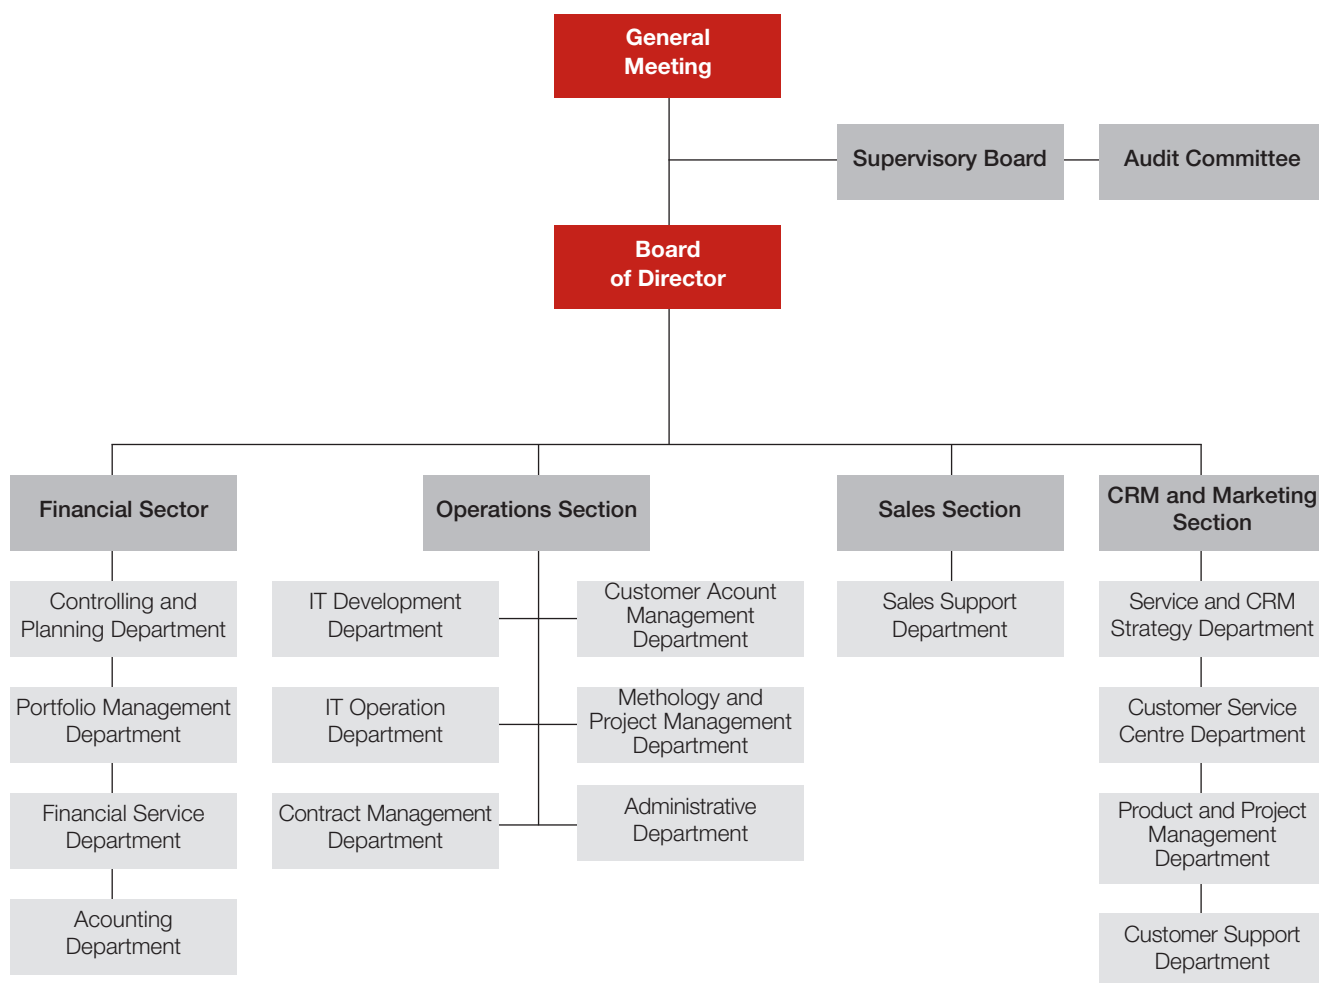 General
Meeting
Supervisory Board
Audit Committee
Board
of Director
Financial Sector
Operations Section
Sales Section
CRM and Marketing
Section
Controlling and
Planning Department
Portfolio Management
Department
Financial Service
Department
Acounting
Department
IT Development
Department
IT Operation
Department
Contract Management
Department
Customer Acount
Management
Department
Methology and
Project Management
Department
Administrative
Department
Sales Support
Department
Service and CRM
Strategy Department
Customer Service
Centre Department
Product and Project
Management
Department
Customer Support
Department